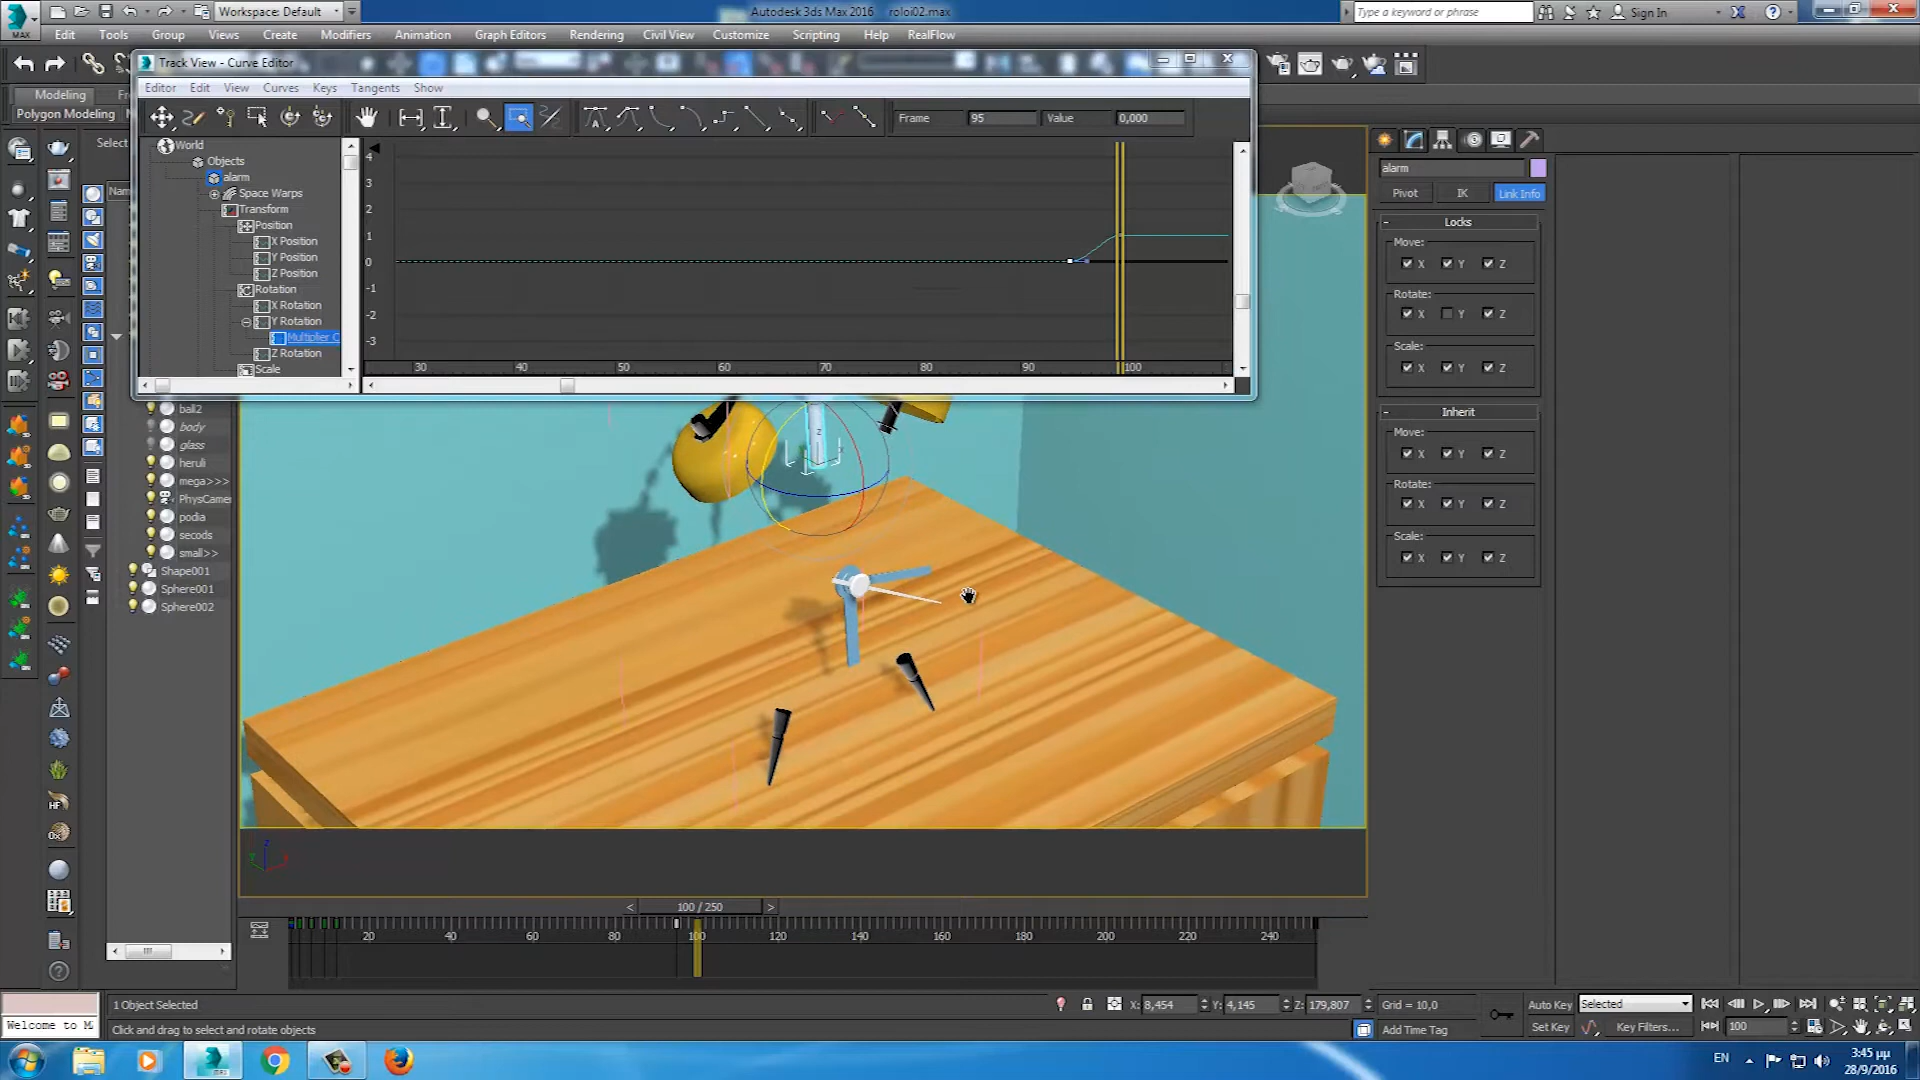 Workspace: Default
Autodesk 3ds Max 2016 roloi02.max
Type a keyword or phrase
Sign In
MAX
Edit Tools Group Views Create Modifiers Animation Graph Editors Rendering Civil View Customize Scripting Help RealFlow
Track View - Curve Editor
Modeling
Polygon Modeling
Editor Edit View Curves Keys Tangents Show
Frame 95 Value 0,000
Select
World
Objects
alarm
Space Warps
Transform
Position
X Position
Y Position
Z Position
Rotation
X Rotation
Y Rotation
Multiplier C
Z Rotation
Scale
4
3
2
1
0
-1
-2
-3
30 40 50 60 70 80 90 100
ball2
body
glass
heruli
mega>>>
PhysCamer
podia
secods
small>>
Shape001
Sphere001
Sphere002
alarm
Pivot IK Link Info
Locks
Move:
X Y Z
Rotate:
X Y Z
Scale:
X Y Z
Inherit
Move:
X Y Z
Rotate:
X Y Z
Scale:
X Y Z
< 100 / 250 >
20 40 60 80 100 120 140 160 180 200 220 240
1 Object Selected
X: 8,454 Y: 4,145 Z: 179,807 Grid = 10,0
Auto Key Selected
Welcome to M
Click and drag to select and rotate objects
Add Time Tag
Set Key Key Filters... 100
EN
3:45 μμ
28/9/2016